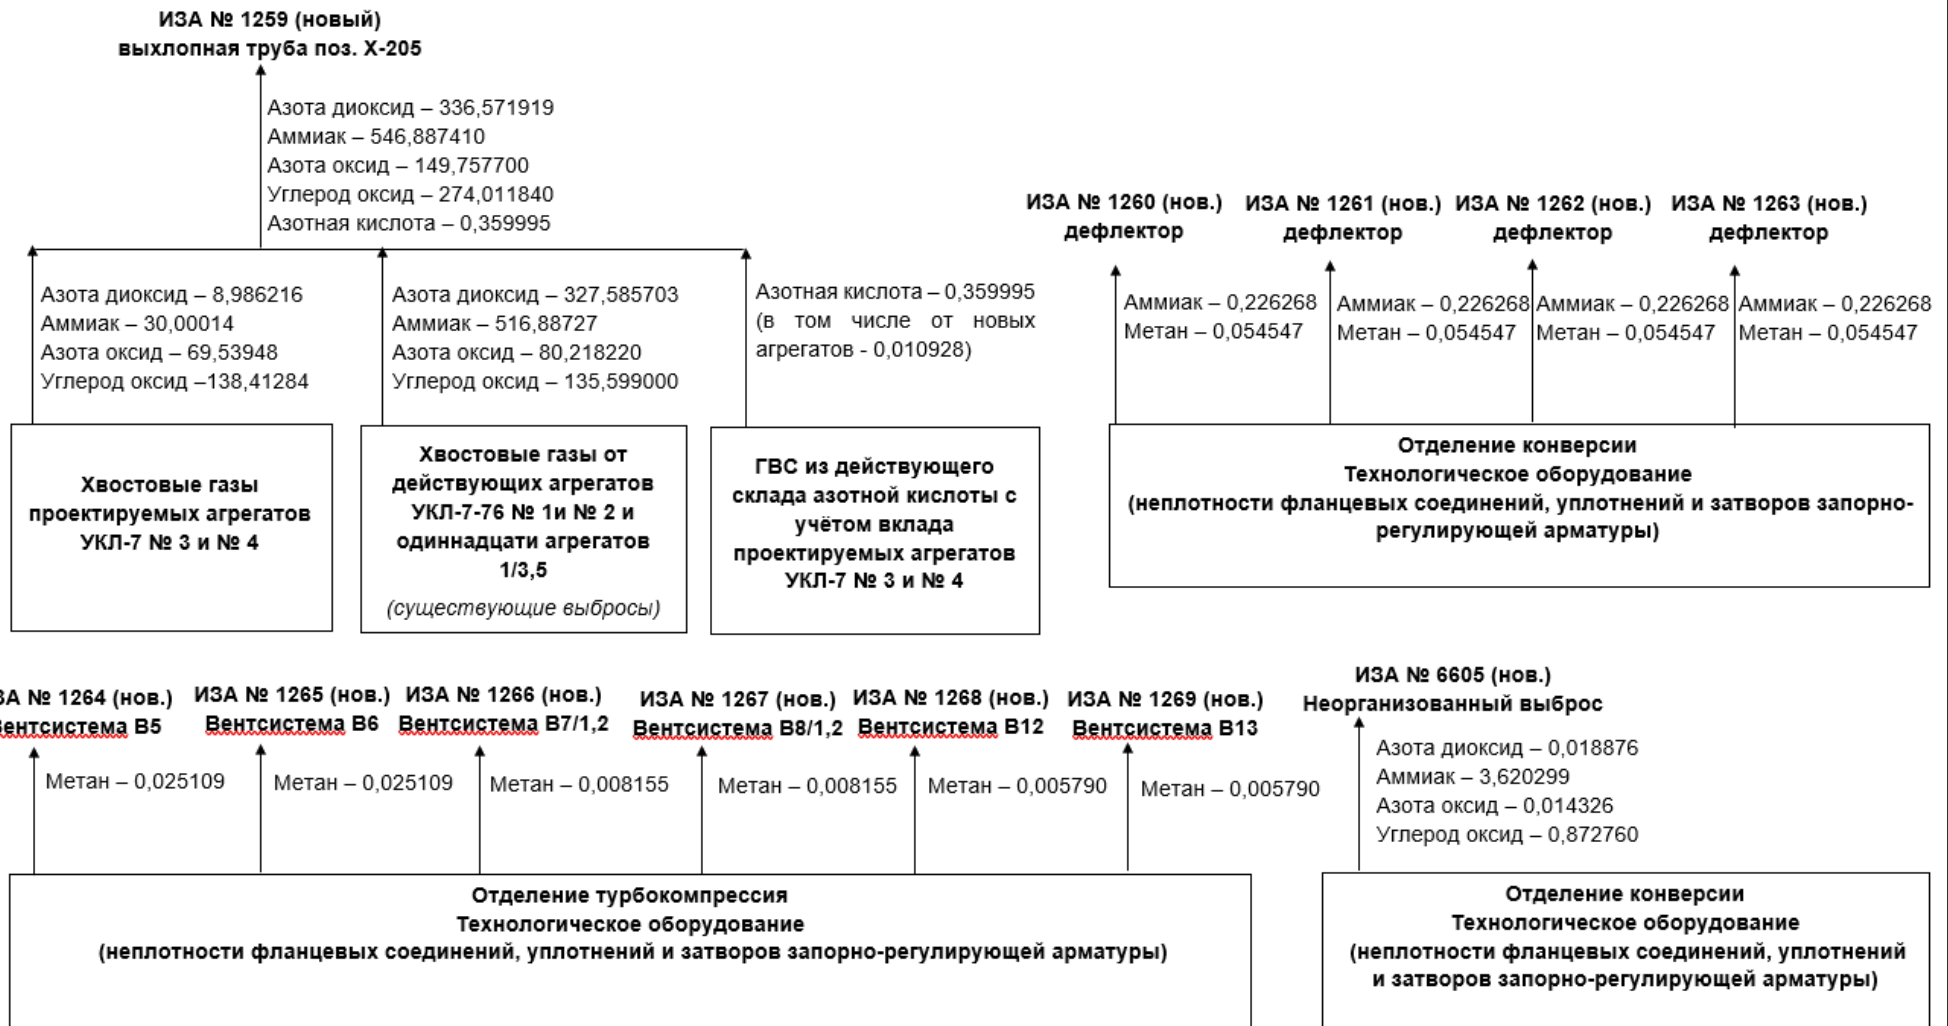 ИЗА № 1259 (новый)
выхлопная труба поз. Х-205
Азота диоксид – 336,571919
Аммиак – 546,887410
Азота оксид – 149,757700
Углерод оксид – 274,011840
Азотная кислота – 0,359995
Азота диоксид – 8,986216
Аммиак – 30,00014
Азота оксид – 69,53948
Углерод оксид –138,41284
Азота диоксид – 327,585703
Аммиак – 516,88727
Азота оксид – 80,218220
Углерод оксид – 135,599000
Азотная кислота – 0,359995
(в том числе от новых
агрегатов - 0,010928)
Хвостовые газы
проектируемых агрегатов
УКЛ-7 № 3 и № 4
Хвостовые газы от
действующих агрегатов
УКЛ-7-76 № 1и № 2 и
одиннадцати агрегатов
1/3,5
(существующие выбросы)
ГВС из действующего
склада азотной кислоты с
учётом вклада
проектируемых агрегатов
УКЛ-7 № 3 и № 4
ИЗА № 1260 (нов.)
дефлектор
ИЗА № 1261 (нов.)
дефлектор
ИЗА № 1262 (нов.)
дефлектор
ИЗА № 1263 (нов.)
дефлектор
Аммиак – 0,226268
Метан – 0,054547
Аммиак – 0,226268
Метан – 0,054547
Аммиак – 0,226268
Метан – 0,054547
Аммиак – 0,226268
Метан – 0,054547
Отделение конверсии
Технологическое оборудование
(неплотности фланцевых соединений, уплотнений и затворов запорно-
регулирующей арматуры)
ЗА № 1264 (нов.)
Вентсистема В5
ИЗА № 1265 (нов.)
Вентсистема В6
ИЗА № 1266 (нов.)
Вентсистема В7/1,2
ИЗА № 1267 (нов.)
Вентсистема В8/1,2
ИЗА № 1268 (нов.)
Вентсистема В12
ИЗА № 1269 (нов.)
Вентсистема В13
Метан – 0,025109
Метан – 0,025109
Метан – 0,008155
Метан – 0,008155
Метан – 0,005790
Метан – 0,005790
Отделение турбокомпрессия
Технологическое оборудование
(неплотности фланцевых соединений, уплотнений и затворов запорно-регулирующей арматуры)
ИЗА № 6605 (нов.)
Неорганизованный выброс
Азота диоксид – 0,018876
Аммиак – 3,620299
Азота оксид – 0,014326
Углерод оксид – 0,872760
Отделение конверсии
Технологическое оборудование
(неплотности фланцевых соединений, уплотнений
и затворов запорно-регулирующей арматуры)